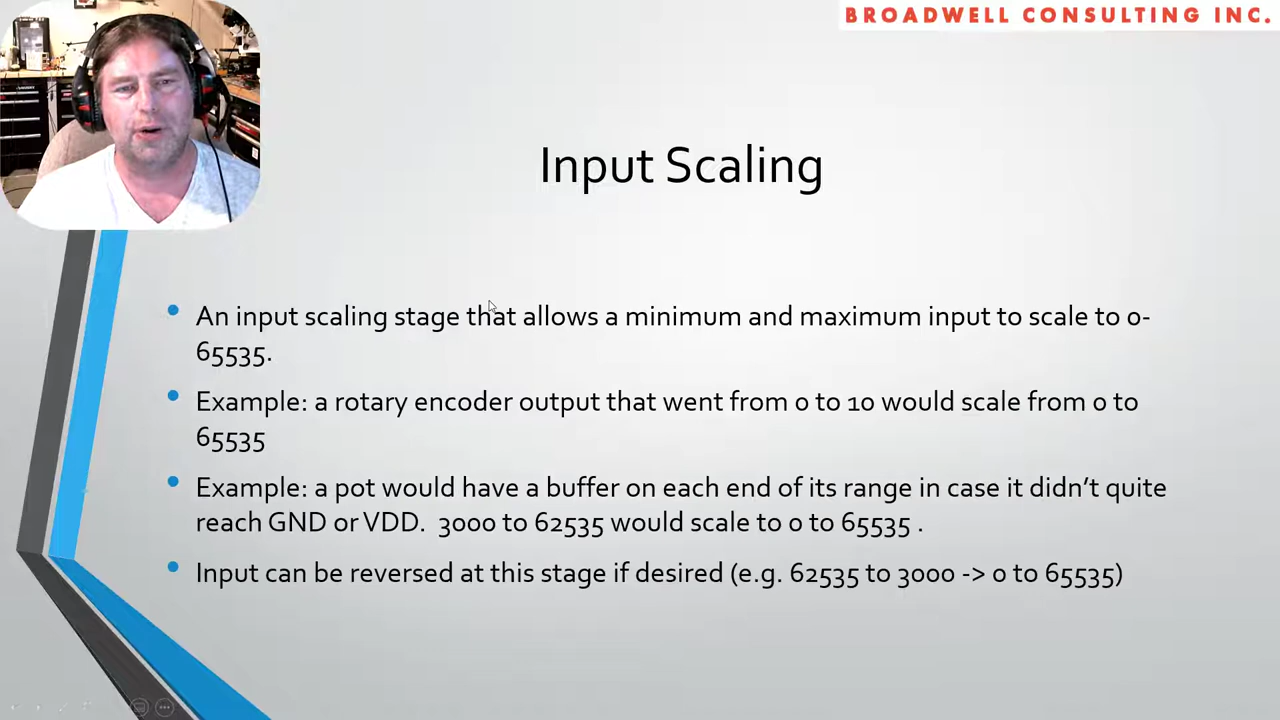 BROADWELL CONSULTING INC.
Input Scaling
An input scaling stage that allows a minimum and maximum input to scale to 0-
65535.
Example: a rotary encoder output that went from 0 to 10 would scale from 0 to
65535
Example: a pot would have a buffer on each end of its range in case it didn't quite
reach GND or VDD.  3000 to 62535 would scale to 0 to 65535 .
Input can be reversed at this stage if desired (e.g. 62535 to 3000 -> 0 to 65535)